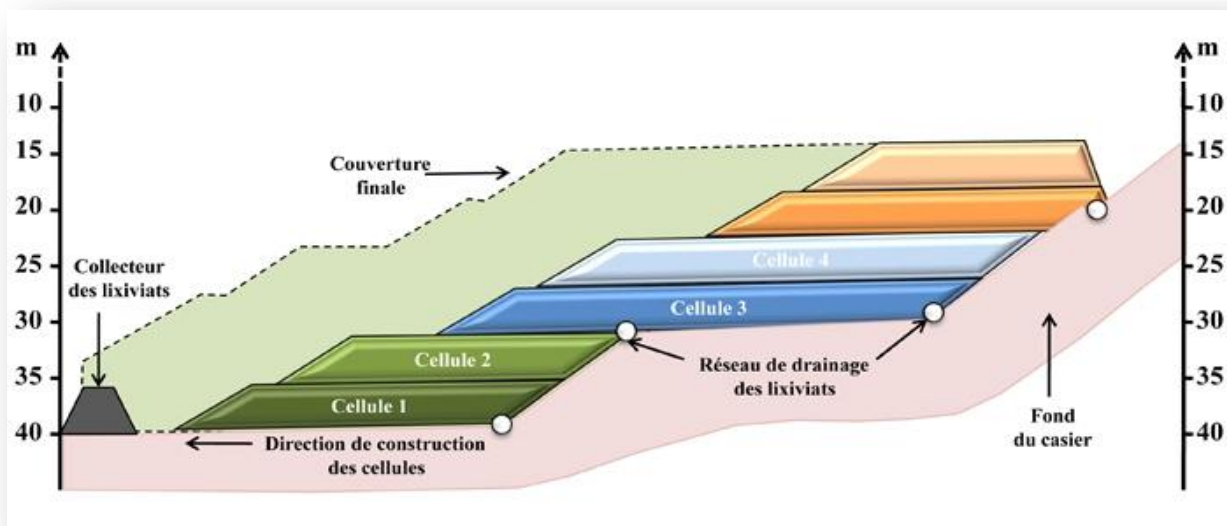 m
m
10
10
15
15
Couverture
finale
20
20
Cellule 4
25
25
Collecteur
des lixiviats
Cellule 3
30
30
Cellule 2
Réseau de drainage
des lixiviats
35
35
Cellule 1
Fond
du casier
40
40
Direction de construction
des cellules